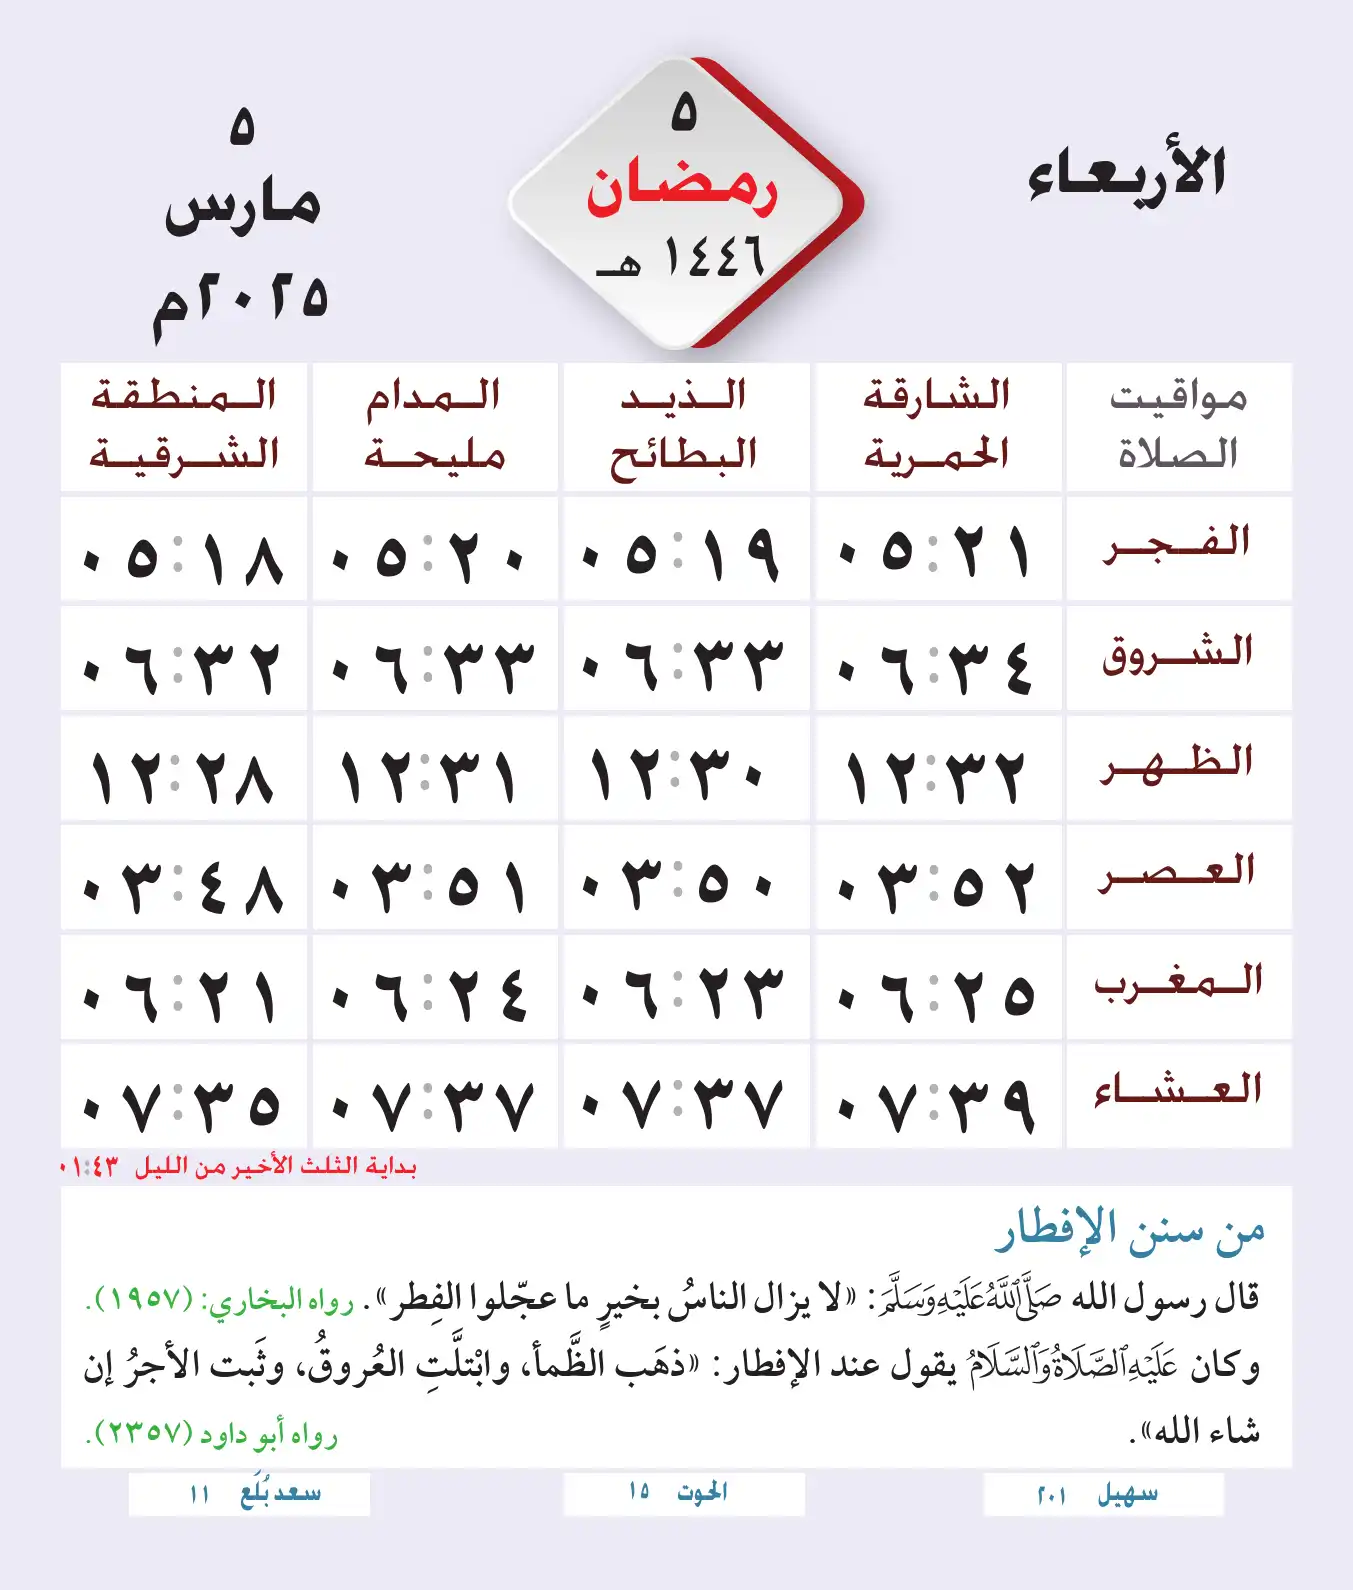 الأربعاء
٥
رمضان
١٤٤٦ هـ
٥
مارس
٢٠٢٥م
مواقيت الصلاة | الشارقة الحمرية | الذيد البطائح | المدام مليحة | المنطقة الشرقية
الفجر ٠٥:٢١ ٠٥:١٩ ٠٥:٢٠ ٠٥:١٨
الشروق ٠٦:٣٤ ٠٦:٣٣ ٠٦:٣٣ ٠٦:٣٢
الظهر ١٢:٣٢ ١٢:٣٠ ١٢:٣١ ١٢:٢٨
العصر ٠٣:٥٢ ٠٣:٥٠ ٠٣:٥١ ٠٣:٤٨
المغرب ٠٦:٢٥ ٠٦:٢٣ ٠٦:٢٤ ٠٦:٢١
العشاء ٠٧:٣٩ ٠٧:٣٧ ٠٧:٣٧ ٠٧:٣٥
بداية الثلث الأخير من الليل ٠١:٤٣
من سنن الإفطار
قال رسول الله صَلَّى اللَّهُ عَلَيْهِ وَسَلَّمَ: «لا يزال الناسُ بخيرٍ ما عجّلوا الفِطر». رواه البخاري: (١٩٥٧).
وكان عَلَيْهِ الصَّلَاةُ وَالسَّلَامُ يقول عند الإفطار: «ذهَب الظَّمأ، وابْتلَّتِ العُروقُ، وثَبت الأجرُ إن
شاء الله». رواه أبو داود (٢٣٥٧).
سهيل ٢٠١
الحوت ١٥
سعد بُلَع ١١